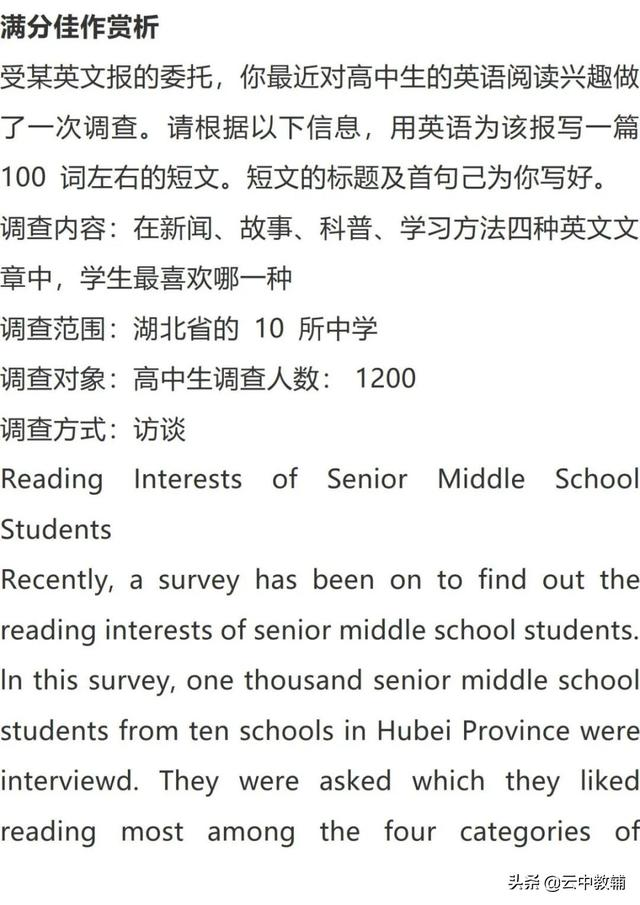 满分佳作赏析
受某英文报的委托，你最近对高中生的英语阅读兴趣做
了一次调查。请根据以下信息，用英语为该报写一篇
100 词左右的短文。短文的标题及首句己为你写好。
调查内容：在新闻、故事、科普、学习方法四种英文文
章中，学生最喜欢哪一种
调查范围：湖北省的 10 所中学
调查对象：高中生调查人数： 1200
调查方式：访谈
Reading Interests of Senior Middle School
Students
Recently, a survey has been on to find out the
reading interests of senior middle school students.
ln this survey, one thousand senior middle school
students from ten schools in Hubei Province were
interviewd. They were asked which they liked
reading most among the four categories of
头条 @云中教辅